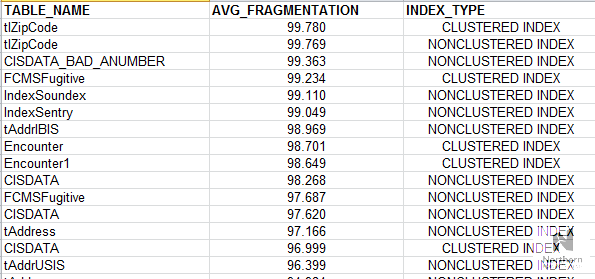 TABLE_NAME AVG_FRAGMENTATION INDEX_TYPE
tlZipCode 99.780 CLUSTERED INDEX
tlZipCode 99.769 NONCLUSTERED INDEX
CISDATA_BAD_ANUMBER 99.363 NONCLUSTERED INDEX
FCMSFugitive 99.234 CLUSTERED INDEX
IndexSoundex 99.110 NONCLUSTERED INDEX
IndexSentry 99.049 NONCLUSTERED INDEX
tAddrIBIS 98.969 NONCLUSTERED INDEX
Encounter 98.701 CLUSTERED INDEX
Encounter1 98.649 CLUSTERED INDEX
CISDATA 98.268 NONCLUSTERED INDEX
FCMSFugitive 97.687 NONCLUSTERED INDEX
CISDATA 97.620 NONCLUSTERED INDEX
tAddress 97.166 NONCLUSTERED INDEX
CISDATA 96.999 CLUSTERED INDEX
tAddrUSIS 96.399 NONCLUSTERED INDEX
Northern